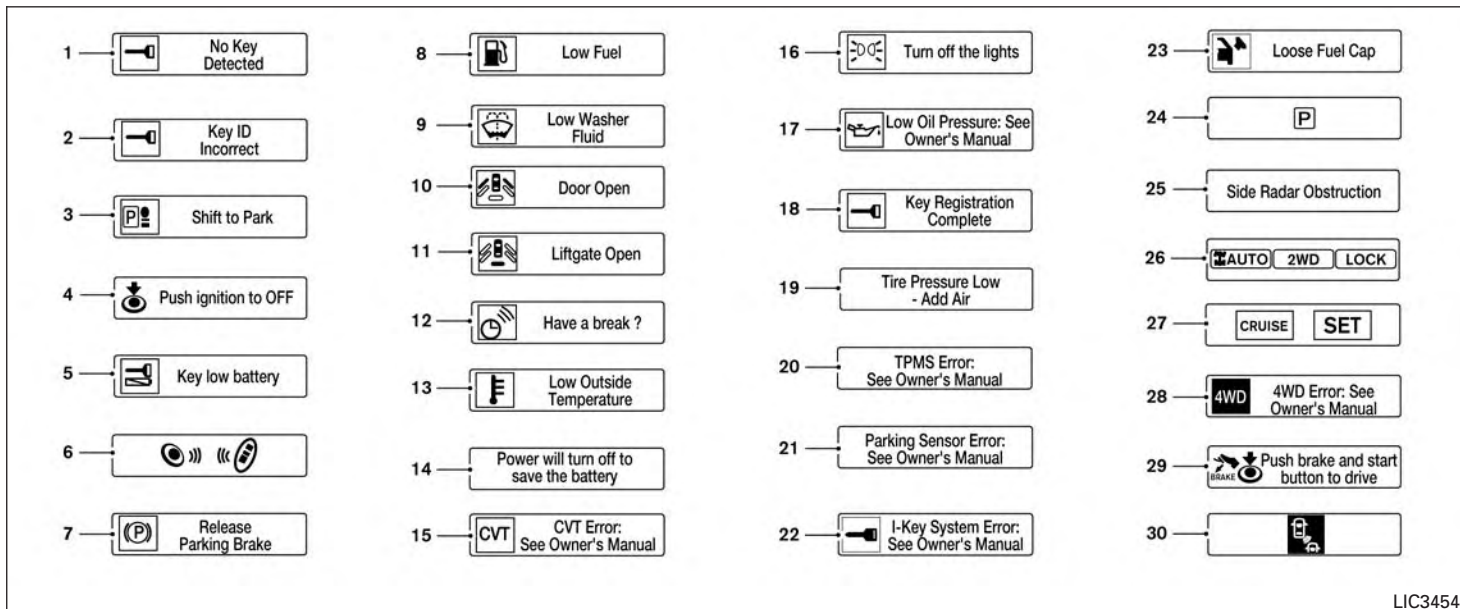 1
No Key
Detected
2
Key ID
Incorrect
3
P
Shift to Park
4
Push ignition to OFF
5
Key low battery
6
7
(P)
Release
Parking Brake
8
Low Fuel
9
Low Washer
Fluid
10
Door Open
11
Liftgate Open
12
Have a break ?
13
Low Outside
Temperature
14
Power will turn off to
save the battery
15
CVT
CVT Error:
See Owner's Manual
16
Turn off the lights
17
Low Oil Pressure: See
Owner's Manual
18
Key Registration
Complete
19
Tire Pressure Low
- Add Air
20
TPMS Error:
See Owner's Manual
21
Parking Sensor Error:
See Owner's Manual
22
I-Key System Error:
See Owner's Manual
23
Loose Fuel Cap
24
P
25
Side Radar Obstruction
26
AUTO 2WD LOCK
27
CRUISE SET
28
4WD
4WD Error: See
Owner's Manual
29
BRAKE
Push brake and start
button to drive
30
LIC3454